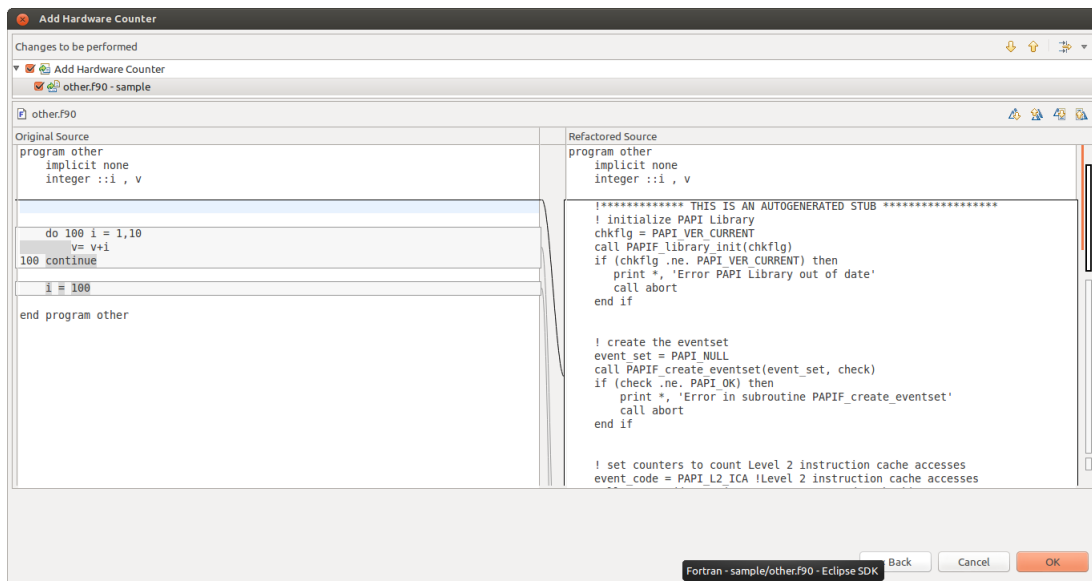 Add Hardware Counter
Changes to be performed
Add Hardware Counter
other.f90 - sample
other.f90
Original Source
program other
    implicit none
    integer ::i , v
    do 100 i = 1,10
        v= v+i
100 continue
    i = 100
end program other
Refactored Source
program other
    implicit none
    integer ::i , v
    !************* THIS IS AN AUTOGENERATED STUB ******************
    ! initialize PAPI Library
    chkflg = PAPI_VER_CURRENT
    call PAPIF_library_init(chkflg)
    if (chkflg .ne. PAPI_VER_CURRENT) then
       print *, 'Error PAPI Library out of date'
       call abort
    end if
    ! create the eventset
    event_set = PAPI_NULL
    call PAPIF_create_eventset(event_set, check)
    if (check .ne. PAPI_OK) then
        print *, 'Error in subroutine PAPIF_create_eventset'
        call abort
    end if
    ! set counters to count Level 2 instruction cache accesses
    event_code = PAPI_L2_ICA !Level 2 instruction cache accesses
Back
Cancel
OK
Fortran - sample/other.f90 - Eclipse SDK